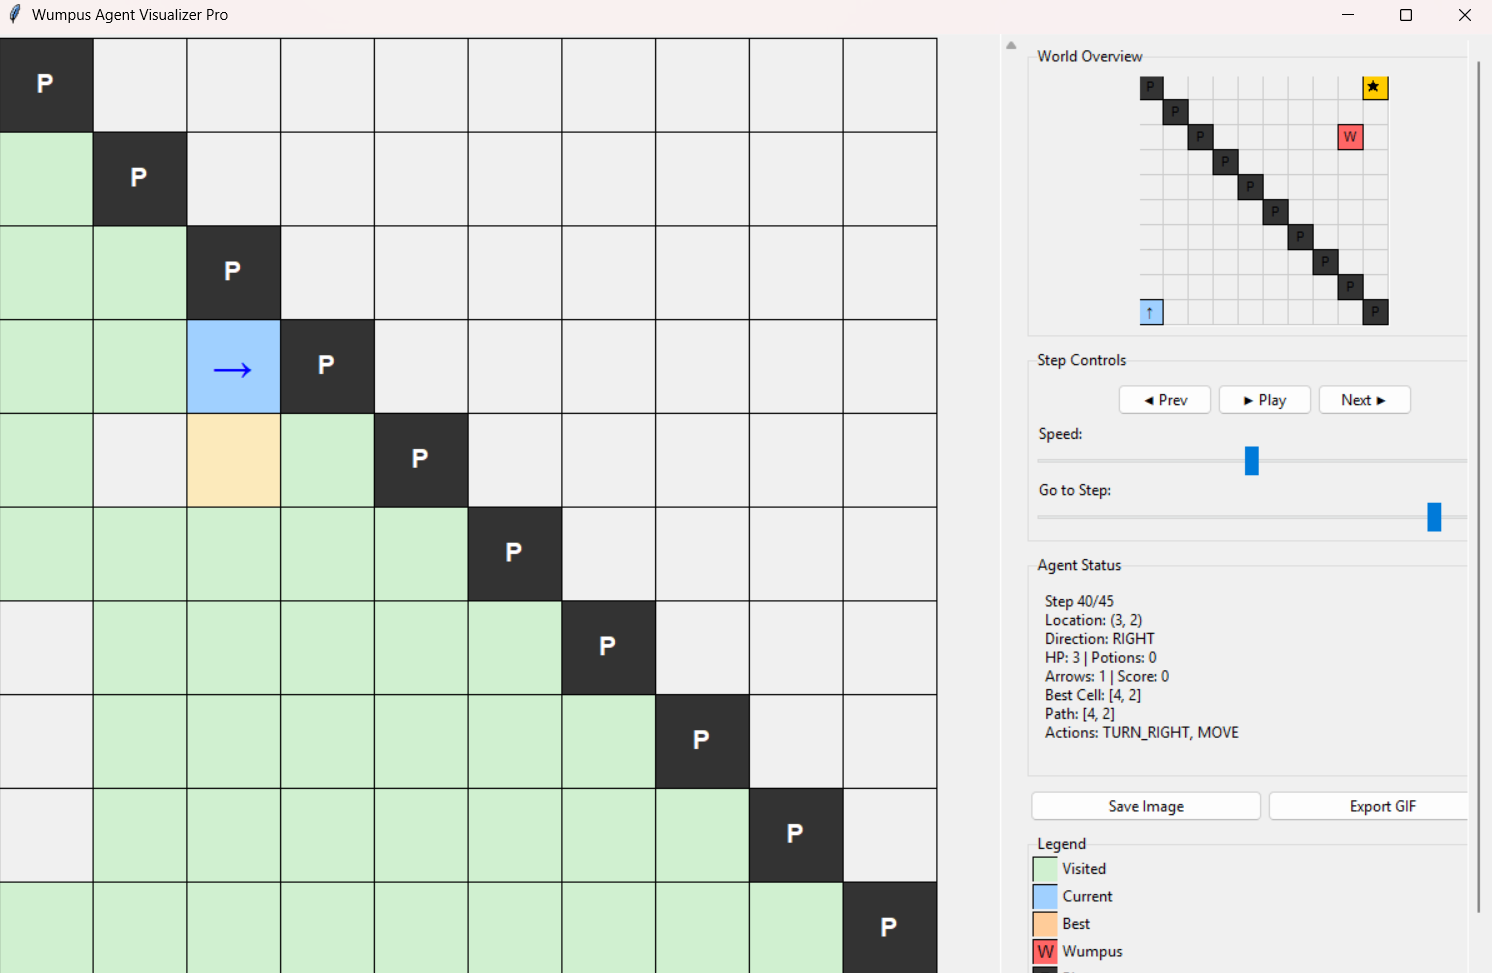 Wumpus Agent Visualizer Pro
P
P
P
→ P
P
P
P
P
P
P
World Overview
P ★
P
P W
P
P
P
P
P
P
↑ P
Step Controls
◄ Prev ► Play Next ►
Speed:
Go to Step:
Agent Status
Step 40/45
Location: (3, 2)
Direction: RIGHT
HP: 3 | Potions: 0
Arrows: 1 | Score: 0
Best Cell: [4, 2]
Path: [4, 2]
Actions: TURN_RIGHT, MOVE
Save Image Export GIF
Legend
Visited
Current
Best
W Wumpus